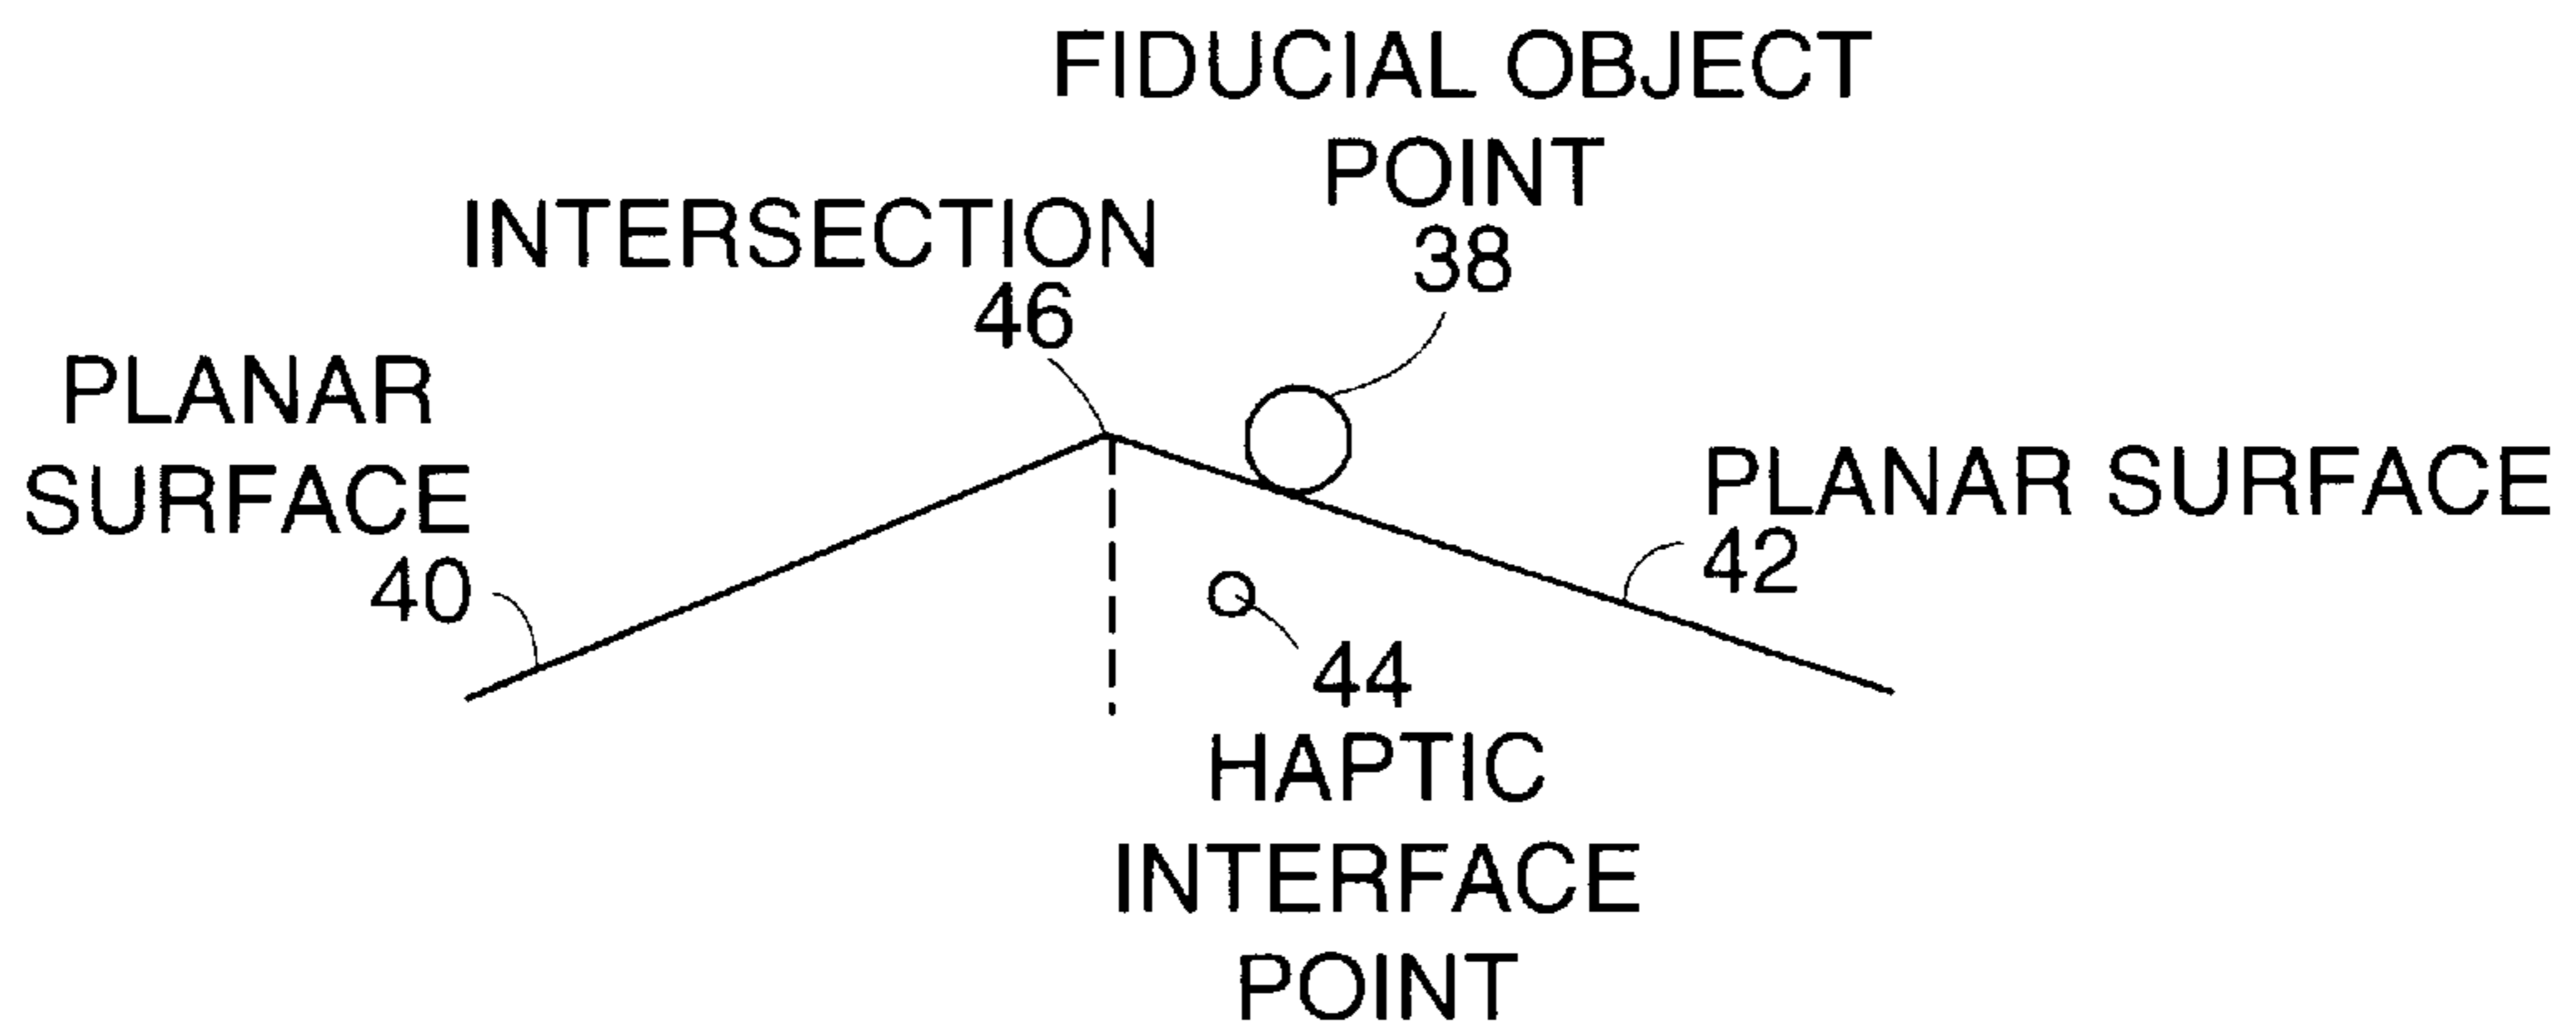 FIDUCIAL OBJECT
POINT
38
INTERSECTION
46
PLANAR
SURFACE
40
PLANAR SURFACE
42
44
HAPTIC
INTERFACE
POINT